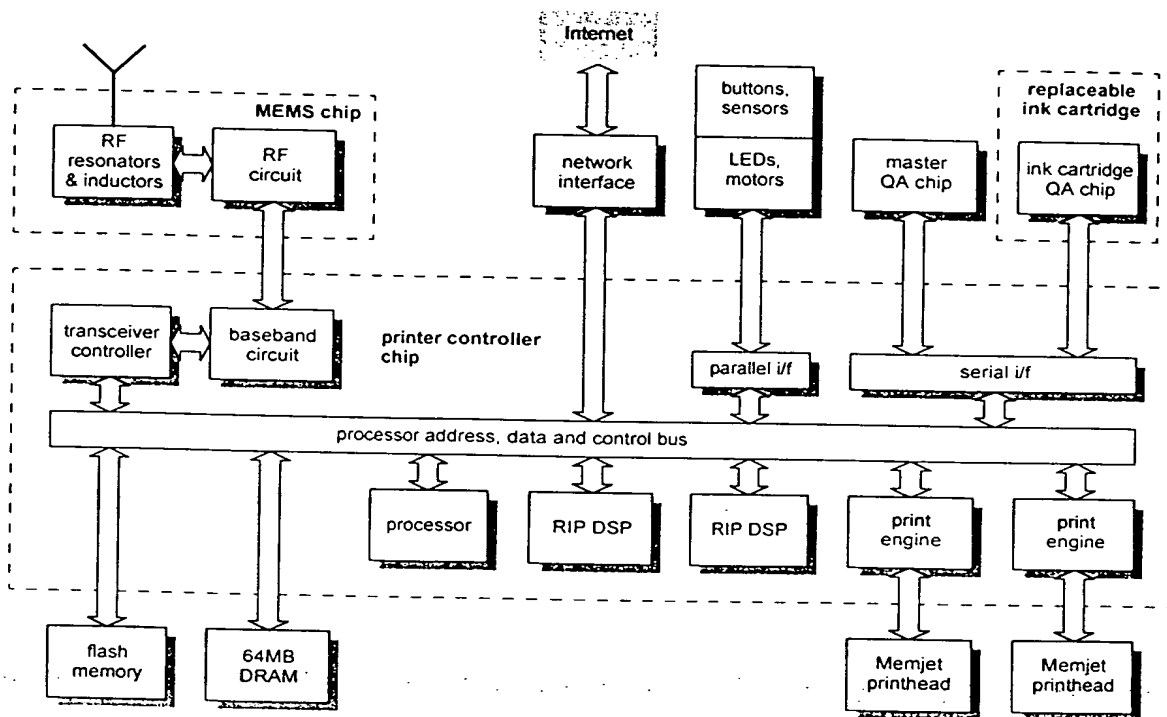 Internet
MEMS chip
RF
resonators
& inductors
RF
circuit
network
interface
buttons,
sensors
LEDs,
motors
master
QA chip
replaceable
ink cartridge
ink cartridge
QA chip
transceiver
controller
baseband
circuit
printer controller
chip
parallel i/f
serial i/f
processor address, data and control bus
processor
RIP DSP
RIP DSP
print
engine
print
engine
flash
memory
64MB
DRAM
Memjet
printhead
Memjet
printhead